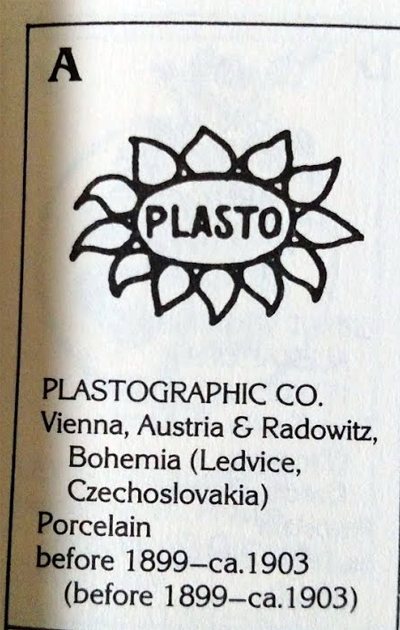 A
PLASTO
PLASTOGRAPHIC CO.
Vienna, Austria & Radowitz,
Bohemia (Ledvice,
Czechoslovakia)
Porcelain
before 1899–ca.1903
(before 1899–ca.1903)